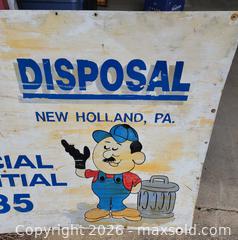 DISPOSAL
NEW HOLLAND, PA.
CIAL
TIAL
35
Copyright 2026 - maxsold.com